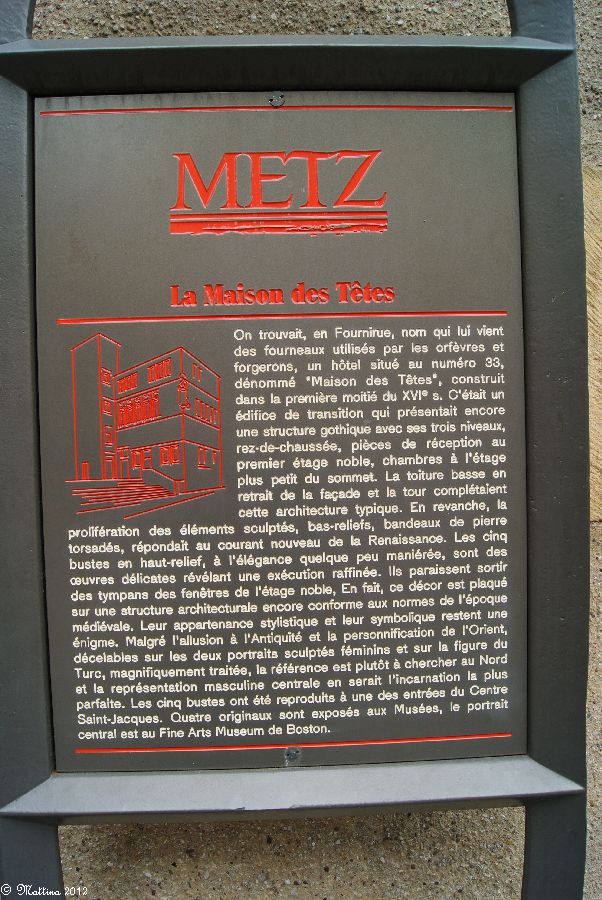 METZ
La Maison des Têtes
On trouvait, en Fournirue, nom qui lui vient
des fourneaux utilisés par les orfèvres et
forgerons, un hôtel situé au numéro 33,
dénommé "Maison des Têtes", construit
dans la première moitié du XVIe s. C'était un
édifice de transition qui présentait encore
une structure gothique avec ses trois niveaux,
rez-de-chaussée, pièces de réception au
premier étage noble, chambres à l'étage
plus petit du sommet. La toiture basse en
retrait de la façade et la tour complétaient
cette architecture typique. En revanche, la
prolifération des éléments sculptés, bas-reliefs, bandeaux de pierre
torsadés, répondait au courant nouveau de la Renaissance. Les cinq
bustes en haut-relief, à l'élégance quelque peu maniérée, sont des
œuvres délicates révélant une exécution raffinée. Ils paraissent sortir
des tympans des fenêtres de l'étage noble, En fait, ce décor est plaqué
sur une structure architecturale encore conforme aux normes de l'époque
médiévale. Leur appartenance stylistique et leur symbolique restent une
énigme. Malgré l'allusion à l'Antiquité et la personnification de l'Orient,
décelables sur les deux portraits sculptés féminins et sur la figure du
Turc, magnifiquement traitée, la référence est plutôt à chercher au Nord
et la représentation masculine centrale en serait l'incarnation la plus
parfaite. Les cinq bustes ont été reproduits à une des entrées du Centre
Saint-Jacques. Quatre originaux sont exposés aux Musées, le portrait
central est au Fine Arts Museum de Boston.
© Mattina 2012